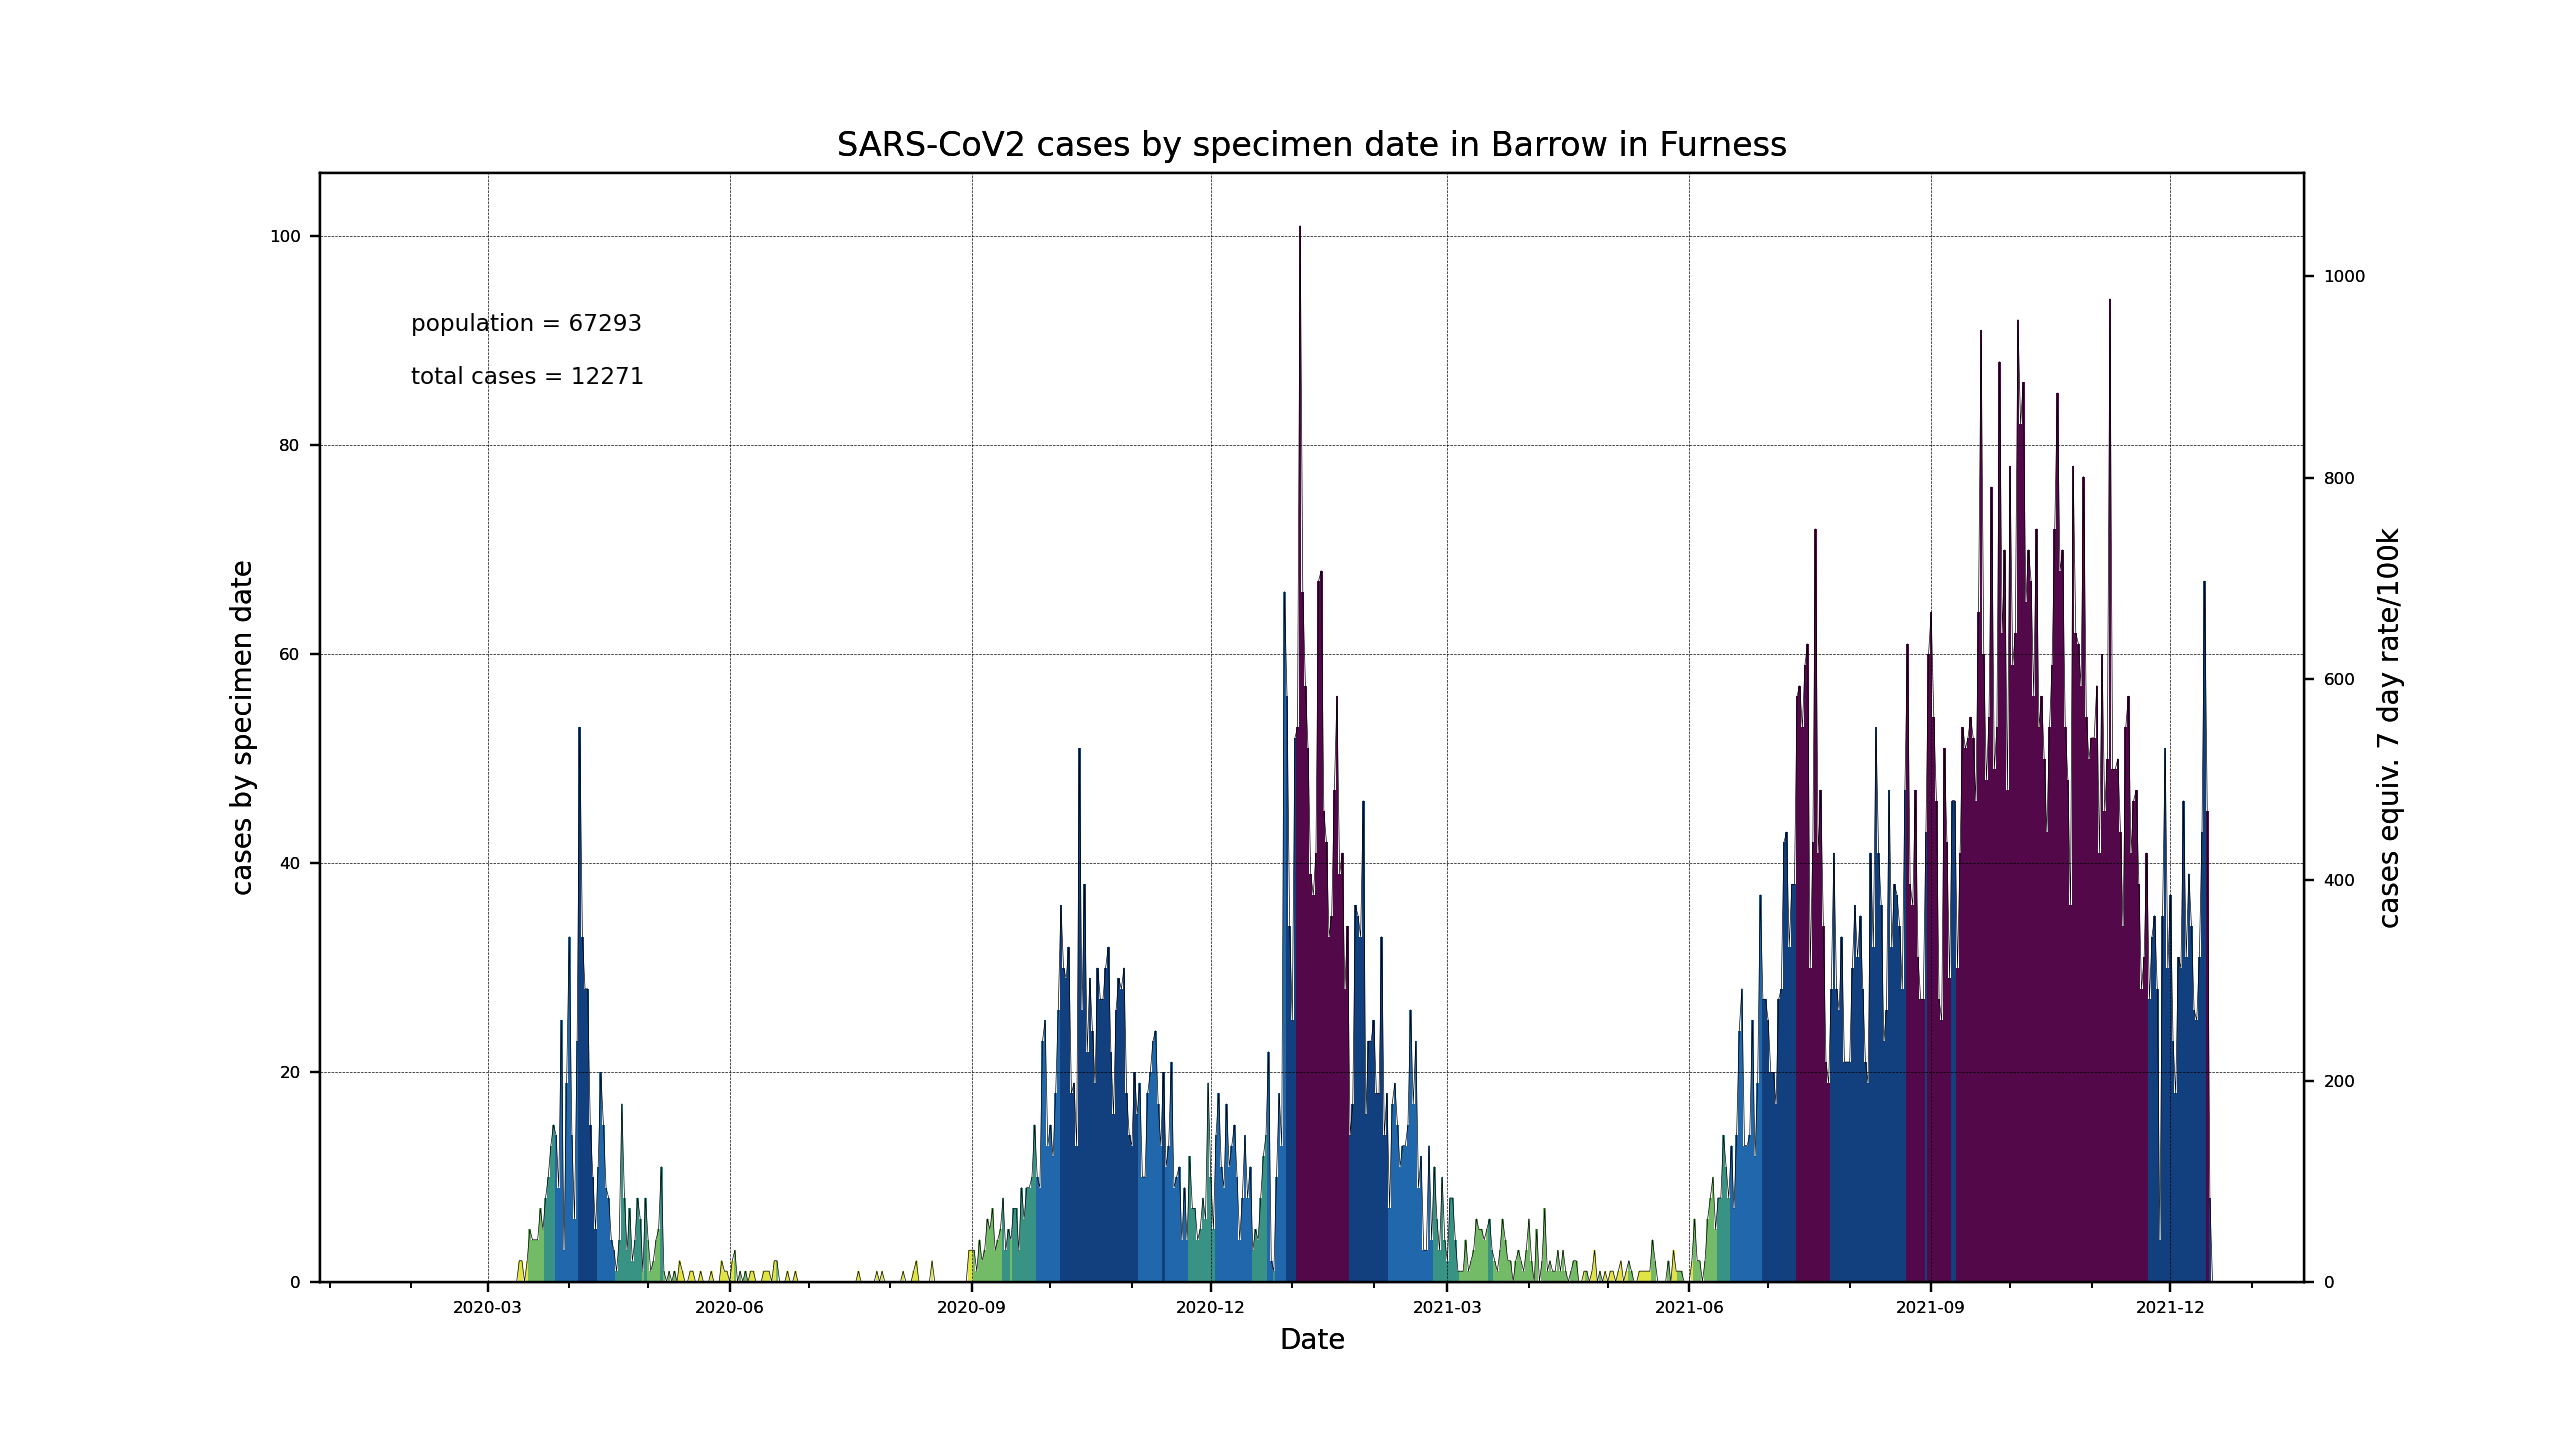 SARS-CoV2 cases by specimen date in Barrow in Furness
population = 67293
total cases = 12271
cases by specimen date
100
80
60
40
20
0
cases equiv. 7 day rate/100k
1000
800
600
400
200
0
2020-03 2020-06 2020-09 2020-12 2021-03 2021-06 2021-09 2021-12
Date